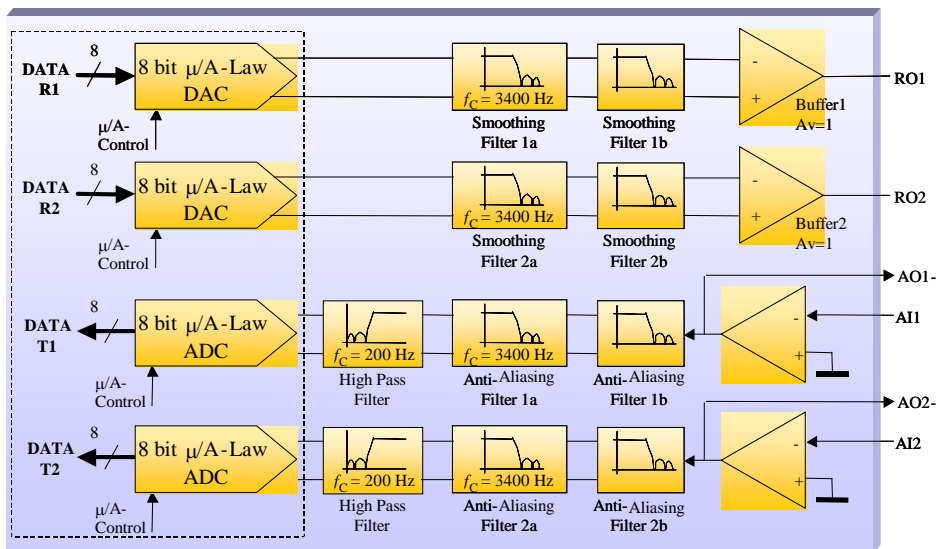 DATA
R1
8
8 bit μ/A-Law
DAC
μ/A-
Control
fC = 3400 Hz
Smoothing
Filter 1a
Smoothing
Filter 1b
-
+
Buffer1
Av=1
RO1
DATA
R2
8
8 bit μ/A-Law
DAC
μ/A-
Control
fC = 3400 Hz
Smoothing
Filter 2a
Smoothing
Filter 2b
-
+
Buffer2
Av=1
RO2
DATA
T1
8
8 bit μ/A-Law
ADC
μ/A-
Control
fC = 200 Hz
High Pass
Filter
fC = 3400 Hz
Anti-Aliasing
Filter 1a
Anti-Aliasing
Filter 1b
-
+
AO1-
AI1
DATA
T2
8
8 bit μ/A-Law
ADC
μ/A-
Control
fC = 200 Hz
High Pass
Filter
fC = 3400 Hz
Anti-Aliasing
Filter 2a
Anti-Aliasing
Filter 2b
-
+
AO2-
AI2